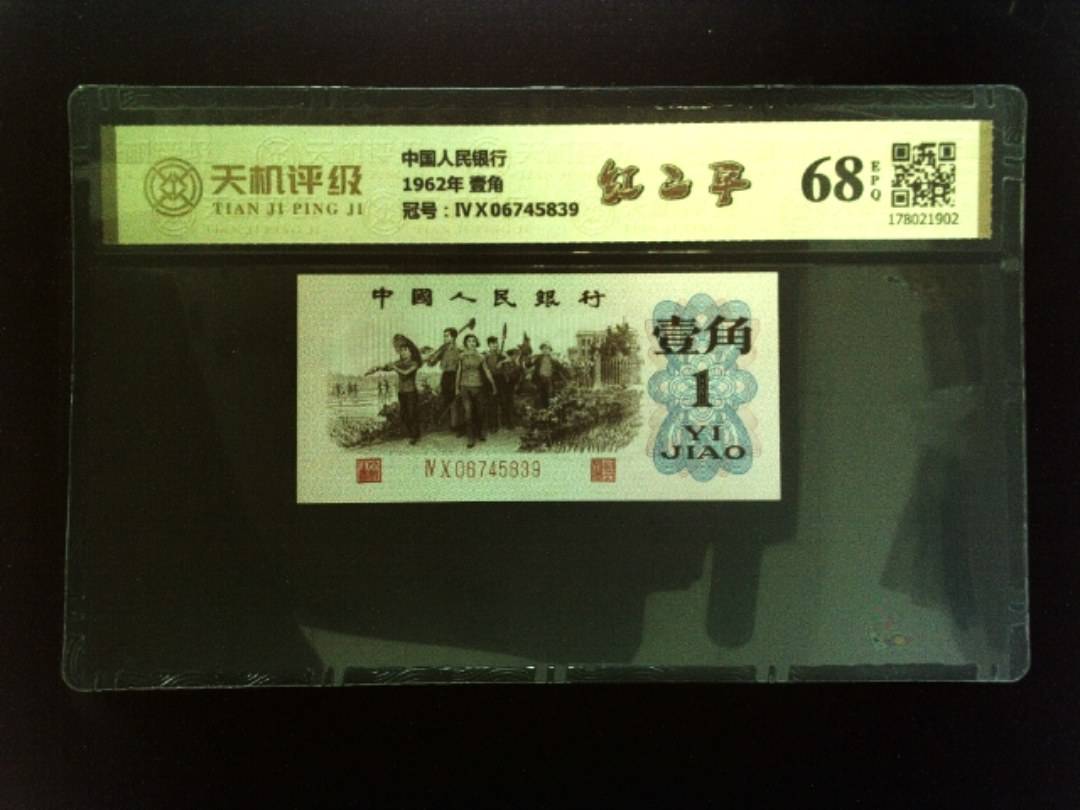 天机评级
TIAN JI PING JI
中国人民银行
1962年 壹角
冠号：ⅣⅩ06745839
红二平
68
EPQ
178021902
中國人民銀行
壹角
1
YI
JIAO
ⅣⅩ06745839